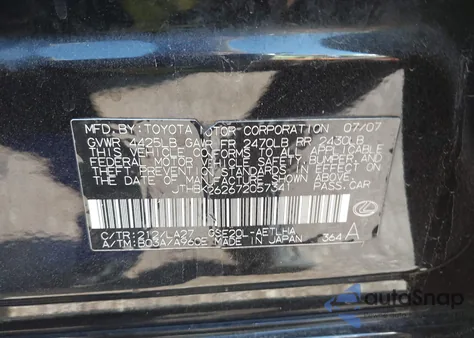 MFD. BY: TOYOTA MOTOR CORPORATION 07/07
GVWR 4425LB GAWR FR 2470LB RR 2430LB
THIS VEHICLE CONFORMS TO ALL APPLICABLE
FEDERAL MOTOR VEHICLE SAFETY, BUMPER, AND
THEFT PREVENTION STANDARDS IN EFFECT ON
THE DATE OF MANUFACTURE SHOWN ABOVE.
JTHBK262672057341 PASS.CAR
C/TR:212/LA27 GSE20L-AETLHA
A/TM:B03A/A960E MADE IN JAPAN 364 A
autoSnap